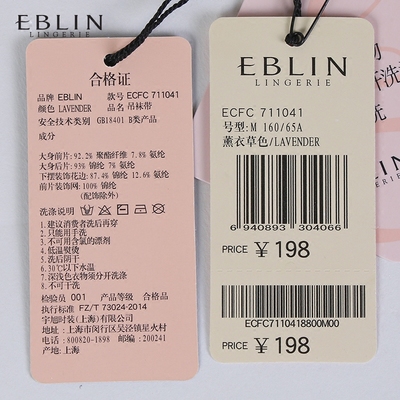 EBLIN
LINGERIE
合格证
品牌 EBLIN 款号 ECFC 711041
颜色 LAVENDER 品名 吊袜带
安全技术类别 GB18401 B类产品
成分
大身前片: 92.2% 聚酯纤维 7.8% 氨纶
大身后片: 93% 锦纶 7% 氨纶
下摆装饰花边: 87.4% 锦纶 12.6% 氨纶
前片装饰网: 100% 锦纶
(配饰除外)
洗涤说明
1. 建议消费者洗后再穿
2. 只能用手洗
3. 不可用含氯的漂剂
4. 低温熨烫
5. 洗后阴干
6. 30℃以下水温
7. 深浅色衣物须分开洗涤
8. 不可干洗
检验员 001 产品等级 合格品
执行标准 FZ/T 73024-2014
宇旭时装(上海)有限公司
地址: 上海市闵行区吴泾镇星火村
电话: 800820-1898 邮编: 200241
产地: 上海
EBLIN
LINGERIE
ECFC 711041
号型: M 160/65A
薰衣草色/LAVENDER
6 940893 304066
PRICE ¥ 198
ECFC7110418800M00
PRICE ¥ 198